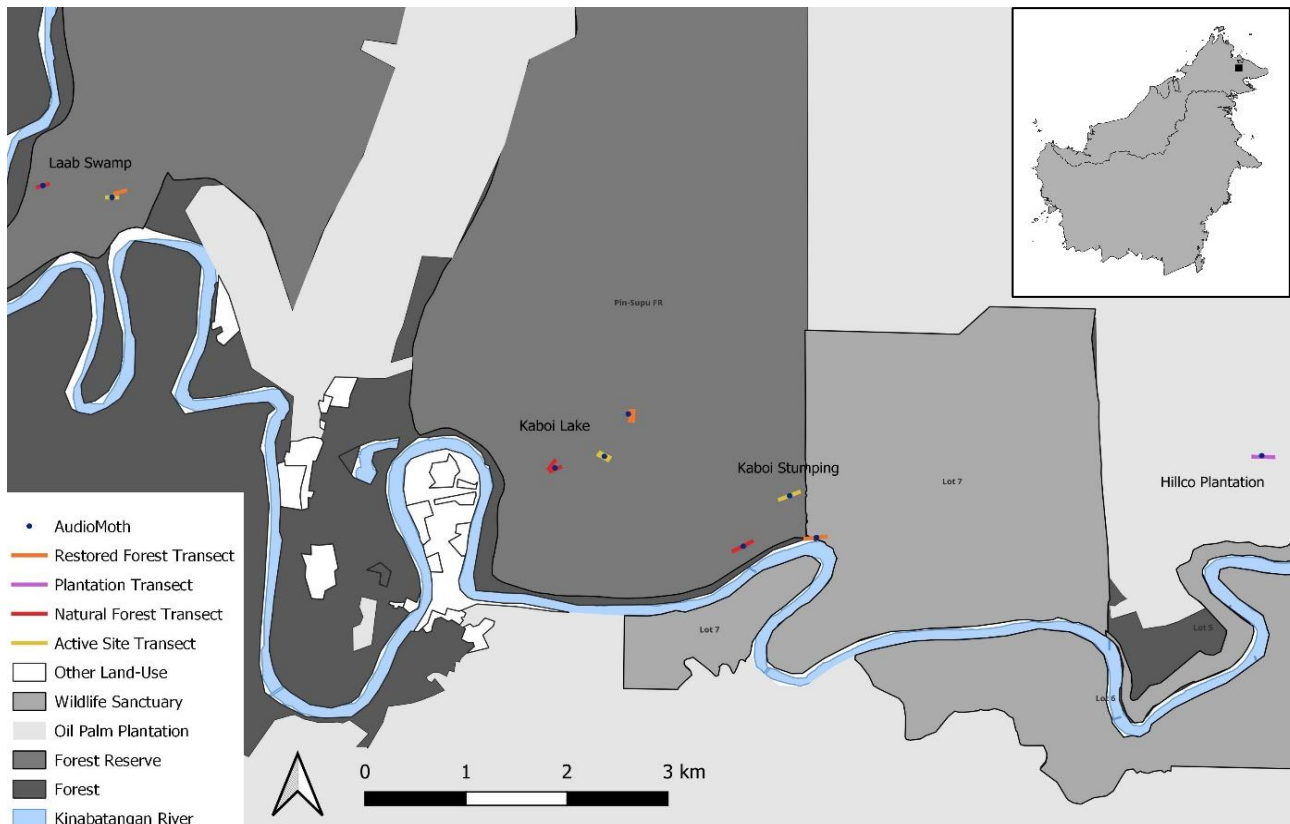 Laab Swamp
Pin-Supu FR
Kaboi Lake
Kaboi Stumping
Lot 7
Hillco Plantation
Lot 7
Lot 5
Lot 6
AudioMoth
Restored Forest Transect
Plantation Transect
Natural Forest Transect
Active Site Transect
Other Land-Use
Wildlife Sanctuary
Oil Palm Plantation
Forest Reserve
Forest
Kinabatangan River
0 1 2 3 km